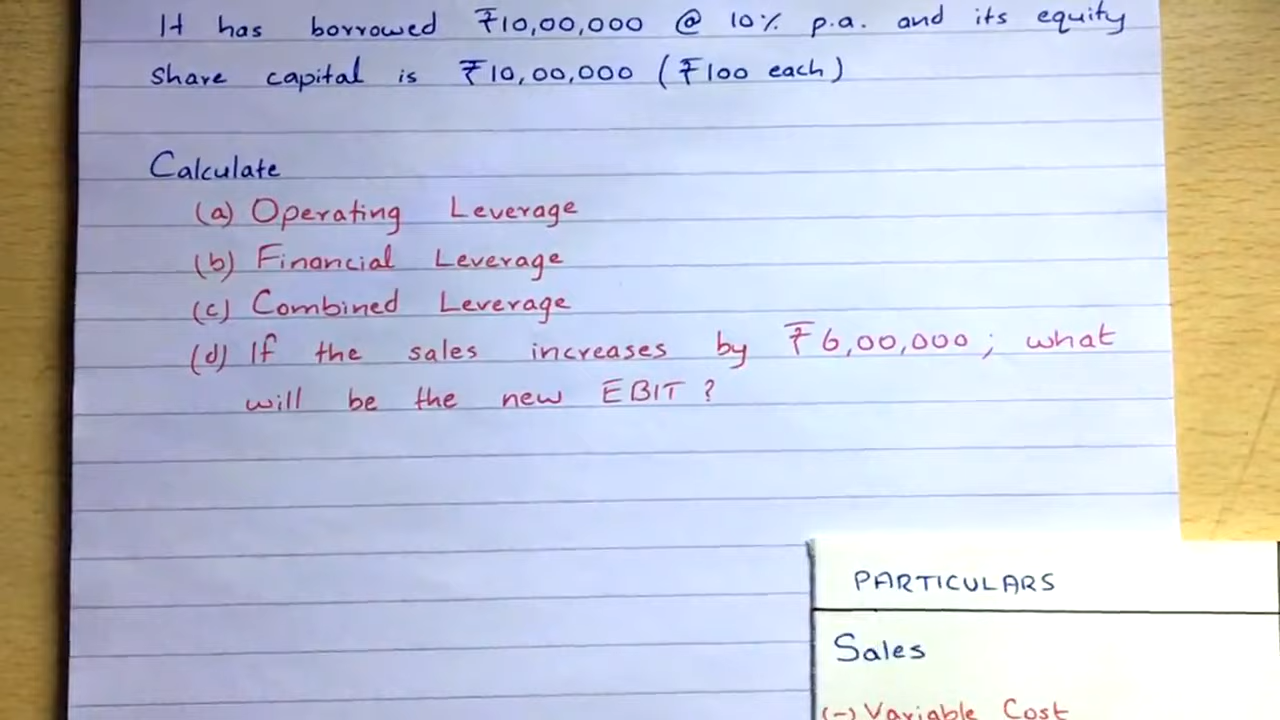 It has borrowed ₹10,00,000 @ 10% p.a. and its equity
share capital is ₹10,00,000 (₹100 each)
Calculate
(a) Operating Leverage
(b) Financial Leverage
(c) Combined Leverage
(d) If the sales increases by ₹6,00,000; what
will be the new EBIT?
PARTICULARS
Sales
(-) Variable Cost